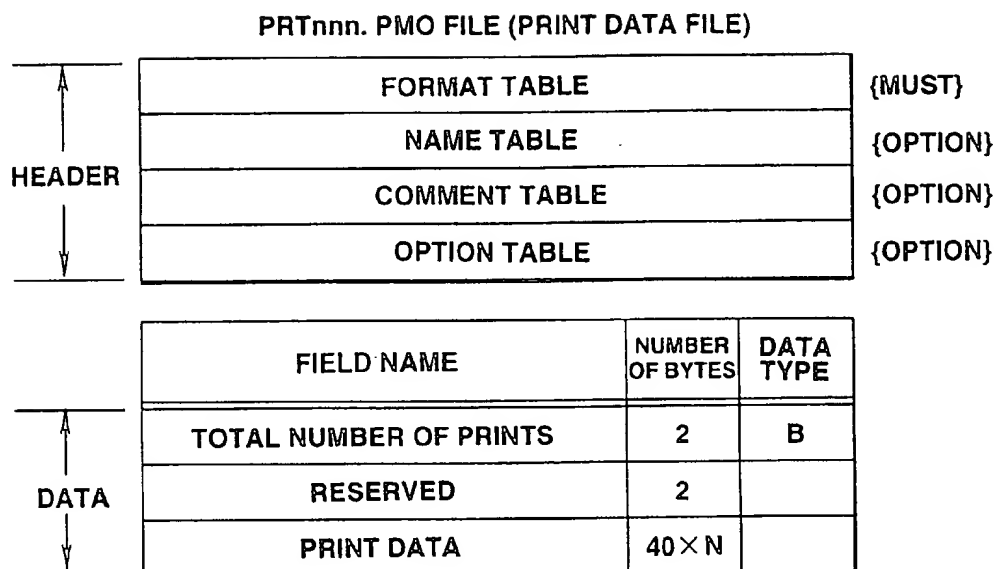 PRTnnn. PMO FILE (PRINT DATA FILE)
HEADER
FORMAT TABLE {MUST}
NAME TABLE {OPTION}
COMMENT TABLE {OPTION}
OPTION TABLE {OPTION}
FIELD NAME NUMBER OF BYTES DATA TYPE
DATA
TOTAL NUMBER OF PRINTS 2 B
RESERVED 2
PRINT DATA 40×N